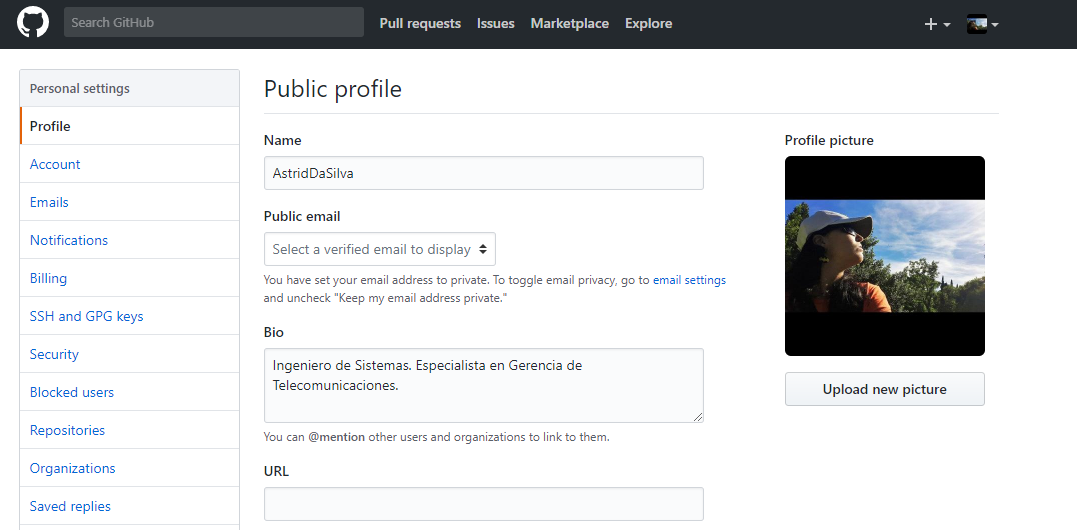 Search GitHub
Pull requests
Issues
Marketplace
Explore
Personal settings
Profile
Account
Emails
Notifications
Billing
SSH and GPG keys
Security
Blocked users
Repositories
Organizations
Saved replies
Public profile
Name
AstridDaSilva
Public email
Select a verified email to display
You have set your email address to private. To toggle email privacy, go to email settings
and uncheck "Keep my email address private."
Bio
Ingeniero de Sistemas. Especialista en Gerencia de
Telecomunicaciones.
You can @mention other users and organizations to link to them.
URL
Profile picture
Upload new picture